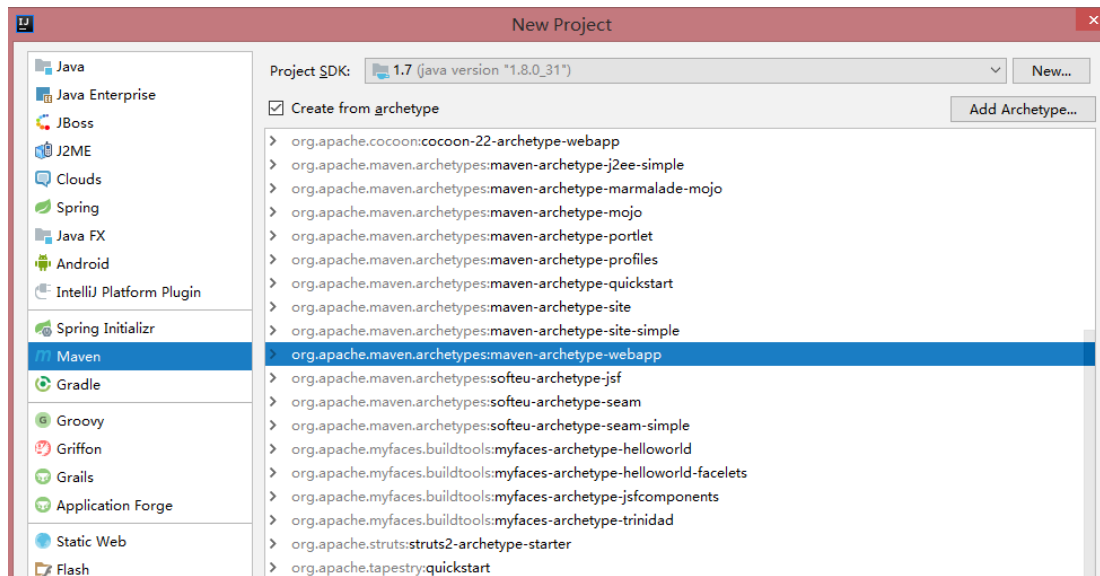 New Project
Java
Java Enterprise
JBoss
J2ME
Clouds
Spring
Java FX
Android
IntelliJ Platform Plugin
Spring Initializr
Maven
Gradle
Groovy
Griffon
Grails
Application Forge
Static Web
Flash
Project SDK: 1.7 (java version "1.8.0_31") New...
Create from archetype Add Archetype...
org.apache.cocoon:cocoon-22-archetype-webapp
org.apache.maven.archetypes:maven-archetype-j2ee-simple
org.apache.maven.archetypes:maven-archetype-marmalade-mojo
org.apache.maven.archetypes:maven-archetype-mojo
org.apache.maven.archetypes:maven-archetype-portlet
org.apache.maven.archetypes:maven-archetype-profiles
org.apache.maven.archetypes:maven-archetype-quickstart
org.apache.maven.archetypes:maven-archetype-site
org.apache.maven.archetypes:maven-archetype-site-simple
org.apache.maven.archetypes:maven-archetype-webapp
org.apache.maven.archetypes:softeu-archetype-jsf
org.apache.maven.archetypes:softeu-archetype-seam
org.apache.maven.archetypes:softeu-archetype-seam-simple
org.apache.myfaces.buildtools:myfaces-archetype-helloworld
org.apache.myfaces.buildtools:myfaces-archetype-helloworld-facelets
org.apache.myfaces.buildtools:myfaces-archetype-jsfcomponents
org.apache.myfaces.buildtools:myfaces-archetype-trinidad
org.apache.struts:struts2-archetype-starter
org.apache.tapestry:quickstart